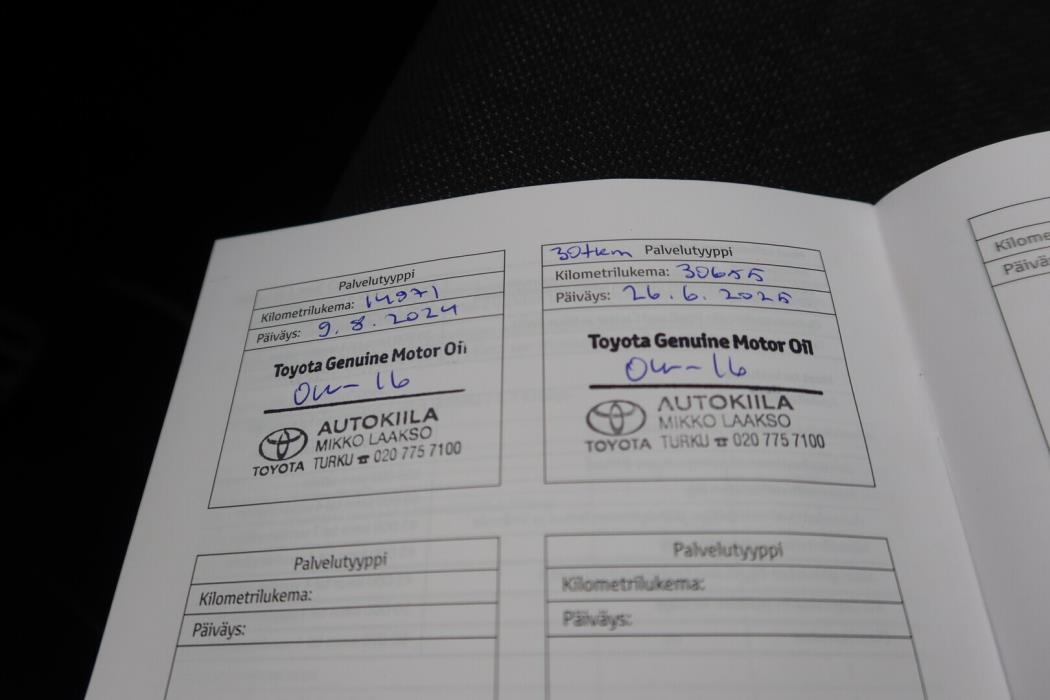 Palvelutyyppi
Kilometrilukema: 14971
Päiväys: 9.8.2024
Toyota Genuine Motor Oil
0W-16
AUTOKIILA
MIKKO LAAKSO
TOYOTA TURKU ☎ 020 775 7100
30tkm Palvelutyyppi
Kilometrilukema: 30655
Päiväys: 26.6.2025
Toyota Genuine Motor Oil
0W-16
AUTOKIILA
MIKKO LAAKSO
TOYOTA TURKU ☎ 020 775 7100
Palvelutyyppi
Kilometrilukema:
Päiväys:
Palvelutyyppi
Kilometrilukema:
Päiväys: